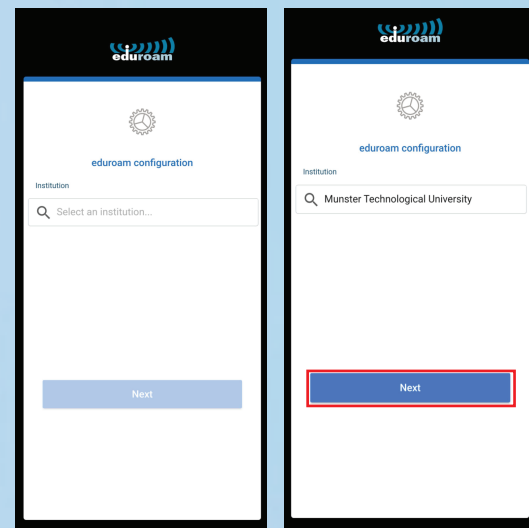 eduroam
eduroam configuration
Institution
Select an institution...
Next
eduroam
eduroam configuration
Institution
Munster Technological University
Next